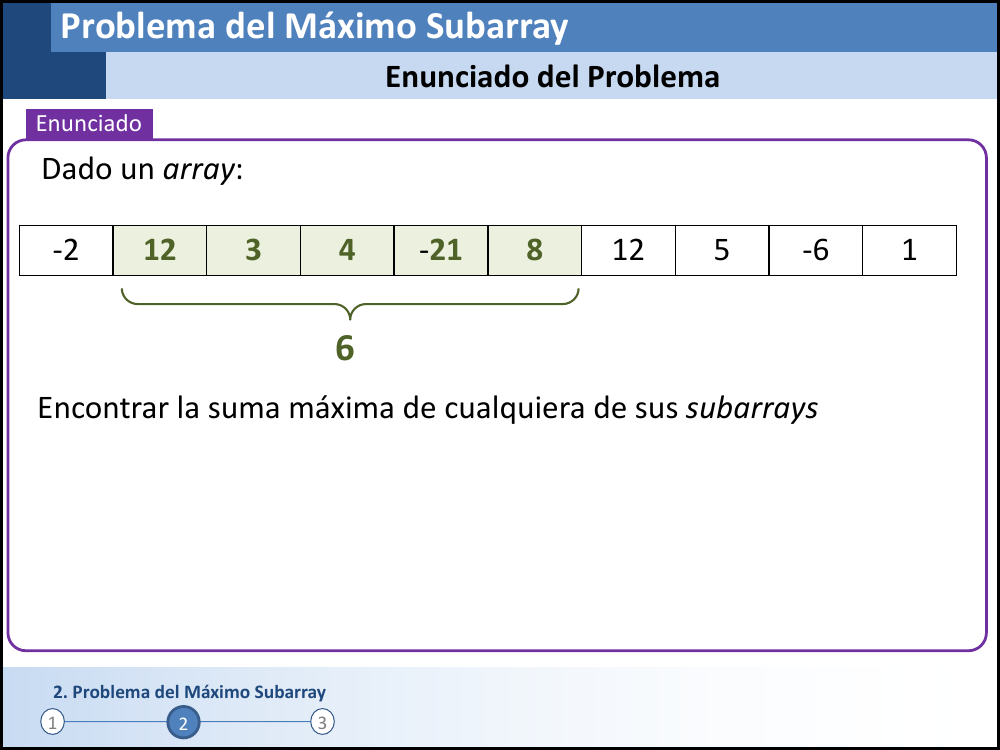 Problema del Máximo Subarray
Enunciado del Problema
Enunciado
Dado un array:
-2 12 3 4 -21 8 12 5 -6 1
6
Encontrar la suma máxima de cualquiera de sus subarrays
2. Problema del Máximo Subarray
1 2 3